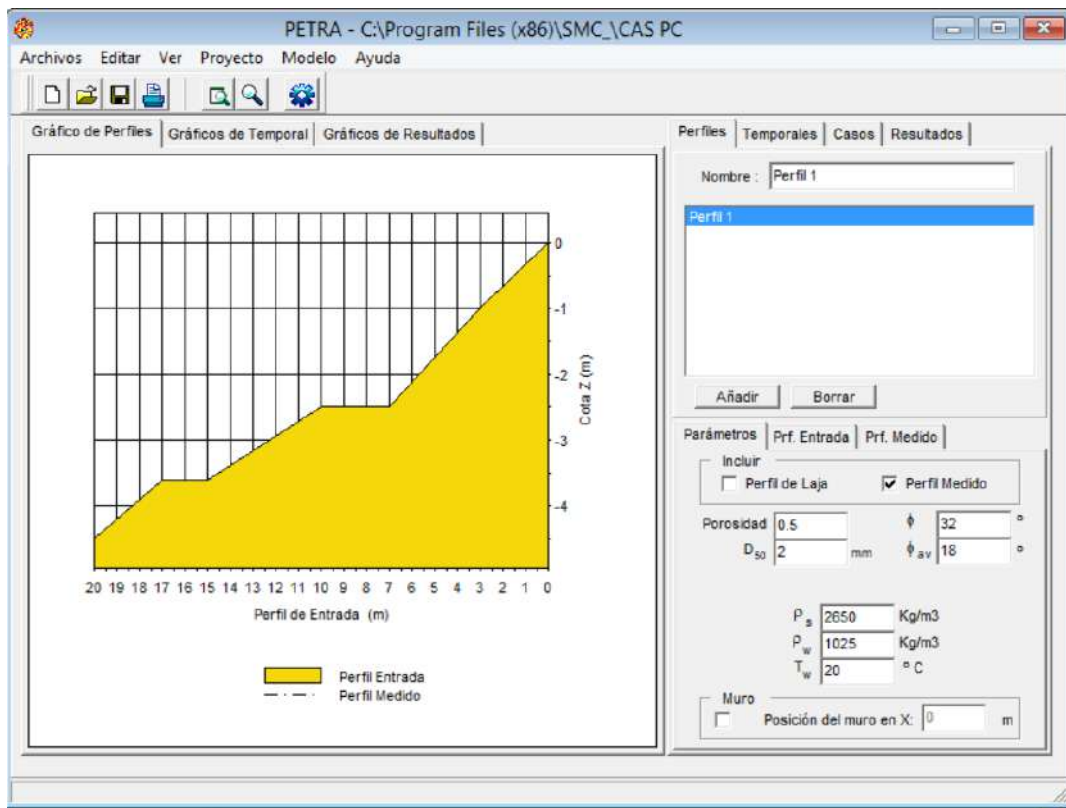 PETRA - C:\Program Files (x86)\SMC_\CAS PC
Archivos Editar Ver Proyecto Modelo Ayuda
Gráfico de Perfiles Gráficos de Temporal Gráficos de Resultados
0
-1
-2
-3
-4
Cota Z (m)
20 19 18 17 16 15 14 13 12 11 10 9 8 7 6 5 4 3 2 1 0
Perfil de Entrada (m)
Perfil Entrada
Perfil Medido
Perfiles Temporales Casos Resultados
Nombre : Perfil 1
Perfil 1
Añadir Borrar
Parámetros Prf. Entrada Prf. Medido
Incluir
Perfil de Laja Perfil Medido
Porosidad 0.5 ϕ 32 º
D50 2 mm ϕav 18 º
ρs 2650 Kg/m3
ρw 1025 Kg/m3
Tw 20 º C
Muro
Posición del muro en X: 0 m